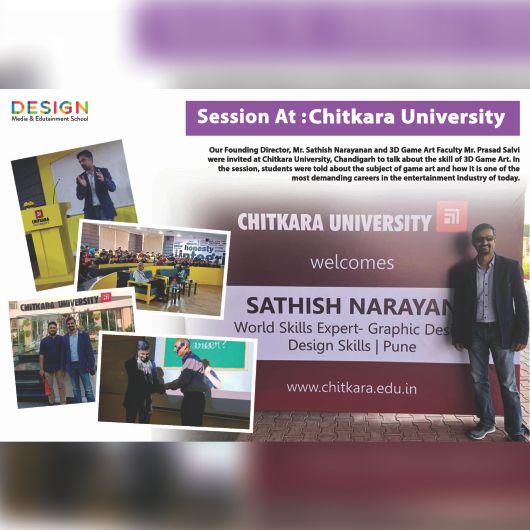 DESIGN
Media & Edutainment School
Session At : Chitkara University
Our Founding Director, Mr. Sathish Narayanan and 3D Game Art Faculty Mr. Prasad Salvi
were invited at Chitkara University, Chandigarh to talk about the skill of 3D Game Art. In
the session, students were told about the subject of game art and how it is one of the
most demanding careers in the entertainment industry of today.
CHITKARA UNIVERSITY
welcomes
SATHISH NARAYAN
World Skills Expert- Graphic Des
Design Skills | Pune
www.chitkara.edu.in
honesty
CHITKARA UNIVERSITY
career?